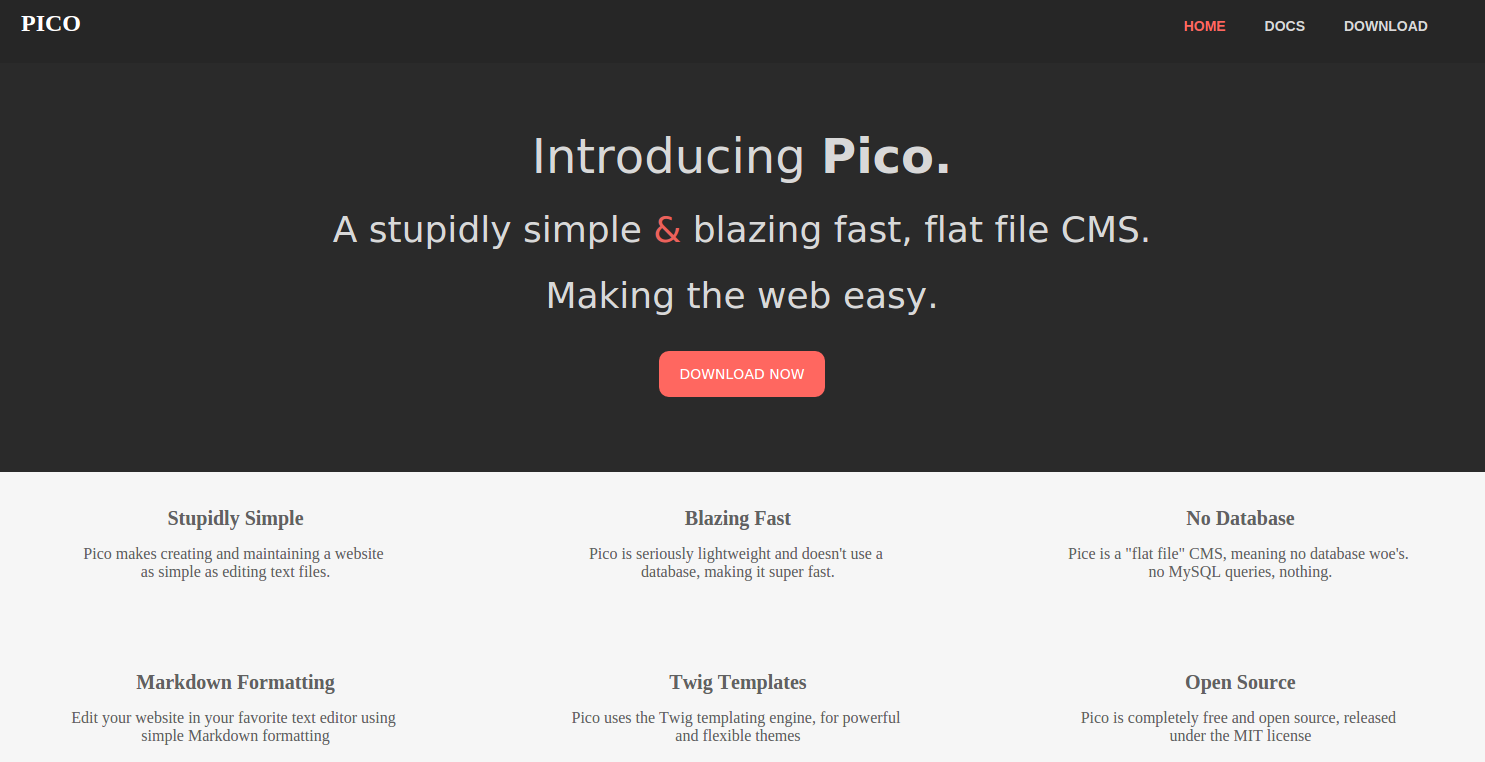 PICO
HOME DOCS DOWNLOAD
Introducing Pico.
A stupidly simple & blazing fast, flat file CMS.
Making the web easy.
DOWNLOAD NOW
Stupidly Simple
Pico makes creating and maintaining a website
as simple as editing text files.
Blazing Fast
Pico is seriously lightweight and doesn't use a
database, making it super fast.
No Database
Pice is a "flat file" CMS, meaning no database woe's.
no MySQL queries, nothing.
Markdown Formatting
Edit your website in your favorite text editor using
simple Markdown formatting
Twig Templates
Pico uses the Twig templating engine, for powerful
and flexible themes
Open Source
Pico is completely free and open source, released
under the MIT license